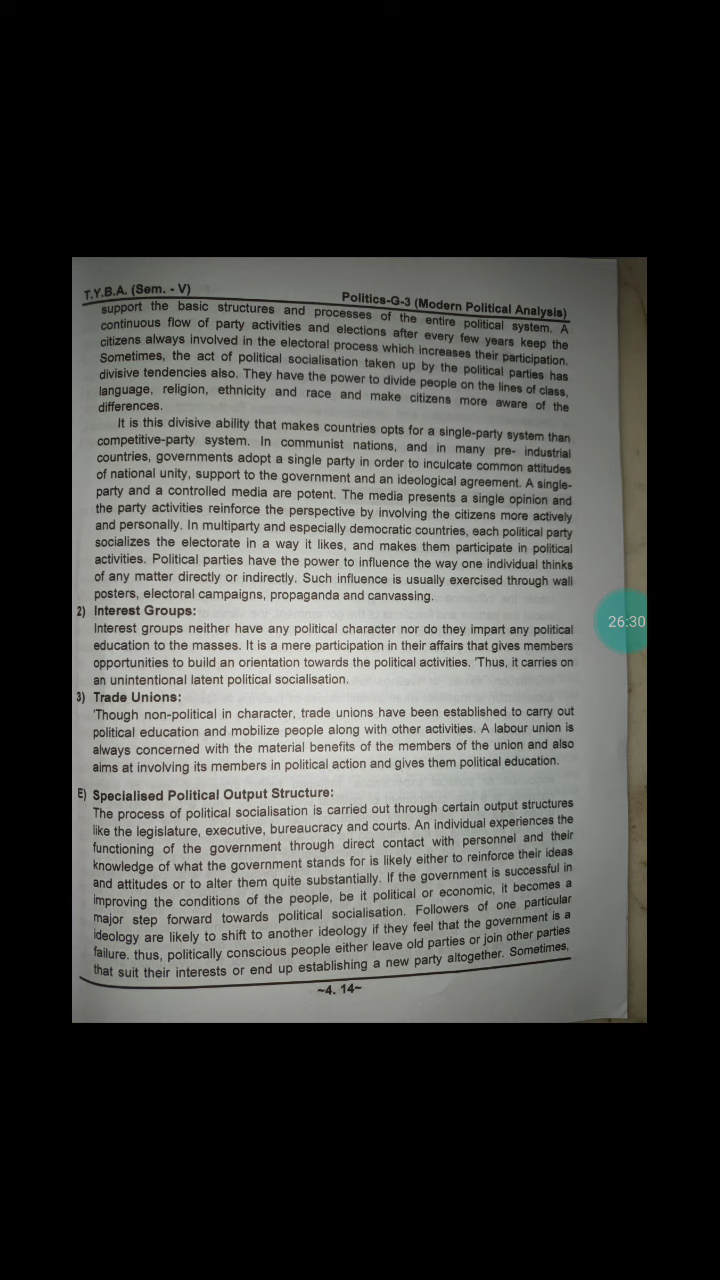 T.Y.B.A. (Sem. - V)
Politics-G-3 (Modern Political Analysis)
support the basic structures and processes of the entire political system. A
continuous flow of party activities and elections after every few years keep the
citizens always involved in the electoral process which increases their participation.
Sometimes, the act of political socialisation taken up by the political parties has
divisive tendencies also. They have the power to divide people on the lines of class,
language, religion, ethnicity and race and make citizens more aware of the
differences.
It is this divisive ability that makes countries opts for a single-party system than
competitive-party system. In communist nations, and in many pre- industrial
countries, governments adopt a single party in order to inculcate common attitudes
of national unity, support to the government and an ideological agreement. A single-
party and a controlled media are potent. The media presents a single opinion and
the party activities reinforce the perspective by involving the citizens more actively
and personally. In multiparty and especially democratic countries, each political party
socializes the electorate in a way it likes, and makes them participate in political
activities. Political parties have the power to influence the way one individual thinks
of any matter directly or indirectly. Such influence is usually exercised through wall
posters, electoral campaigns, propaganda and canvassing.
2) Interest Groups:
Interest groups neither have any political character nor do they impart any political
education to the masses. It is a mere participation in their affairs that gives members
opportunities to build an orientation towards the political activities. 'Thus, it carries on
an unintentional latent political socialisation.
3) Trade Unions:
'Though non-political in character, trade unions have been established to carry out
political education and mobilize people along with other activities. A labour union is
always concerned with the material benefits of the members of the union and also
aims at involving its members in political action and gives them political education.
E) Specialised Political Output Structure:
The process of political socialisation is carried out through certain output structures
like the legislature, executive, bureaucracy and courts. An individual experiences the
functioning of the government through direct contact with personnel and their
knowledge of what the government stands for is likely either to reinforce their ideas
and attitudes or to alter them quite substantially. If the government is successful in
improving the conditions of the people, be it political or economic, it becomes a
major step forward towards political socialisation. Followers of one particular
ideology are likely to shift to another ideology if they feel that the government is a
failure. thus, politically conscious people either leave old parties or join other parties
that suit their interests or end up establishing a new party altogether. Sometimes,
~4. 14~
26:30